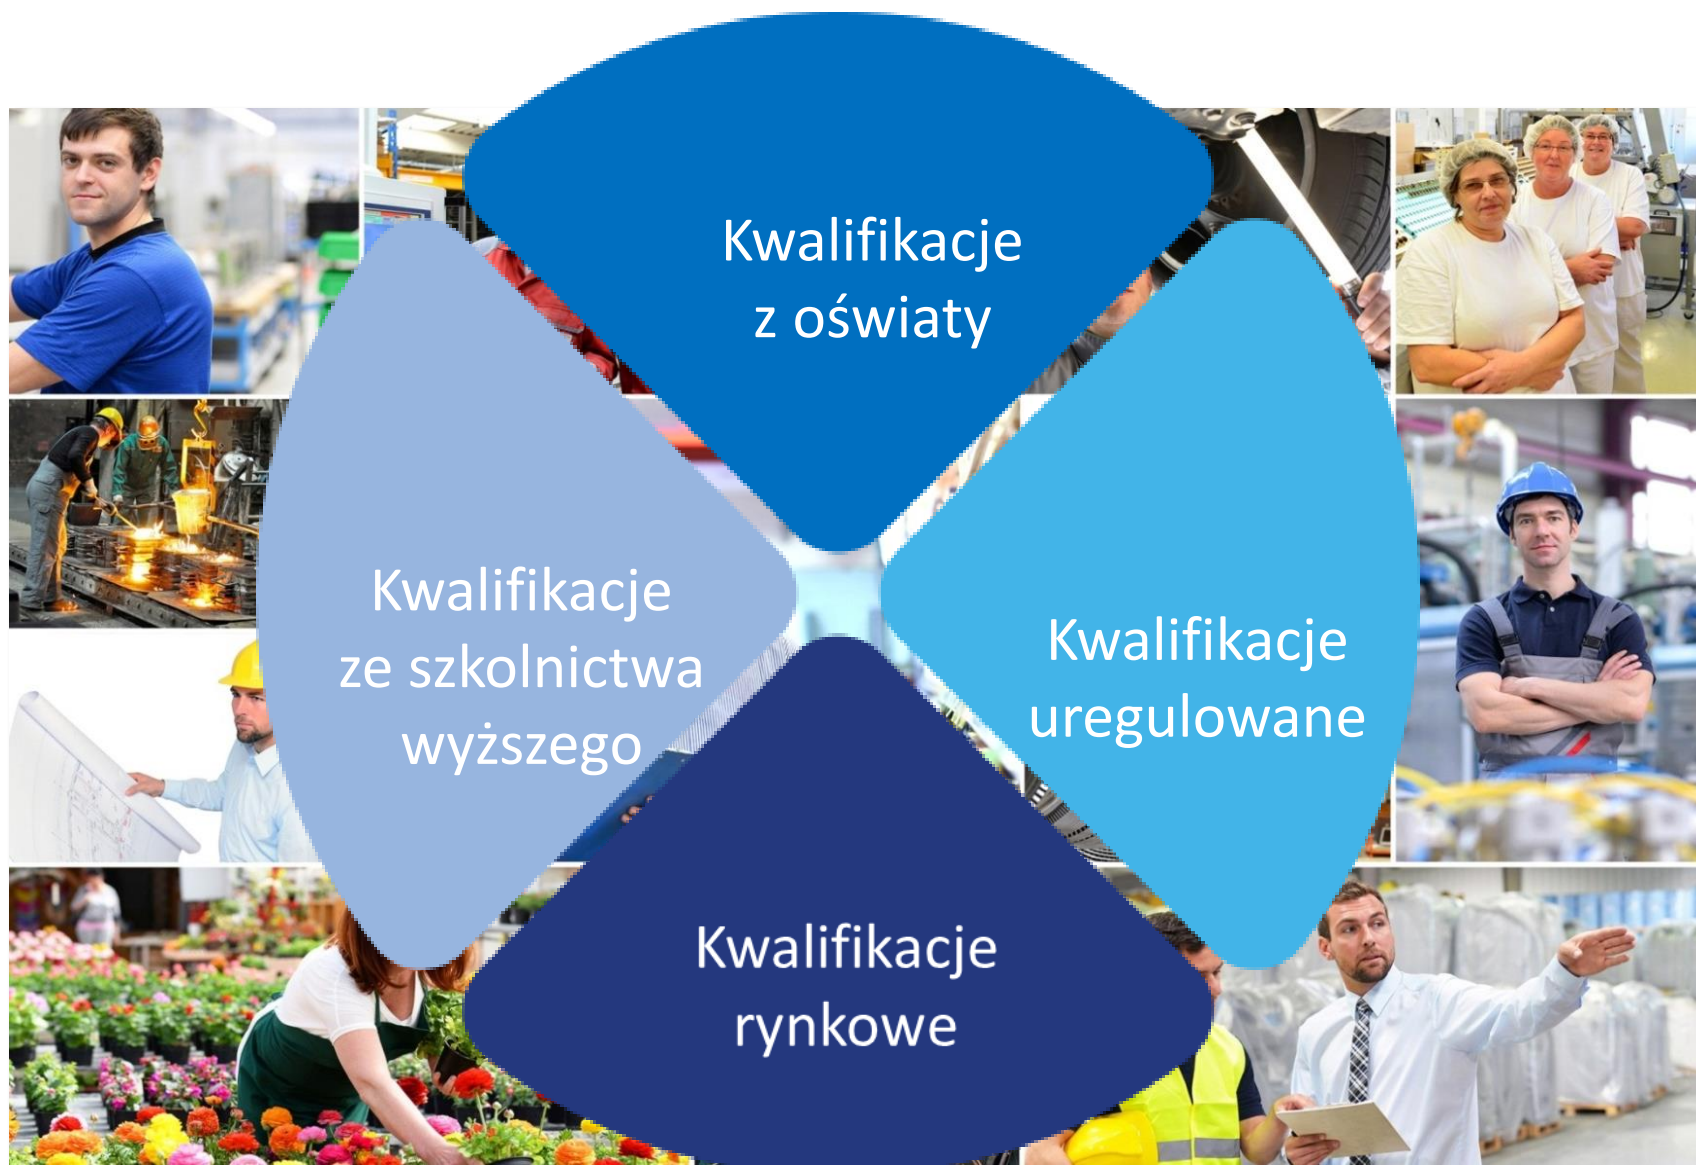 Kwalifikacje
z oświaty
Kwalifikacje
ze szkolnictwa
wyższego
Kwalifikacje
uregulowane
Kwalifikacje
rynkowe